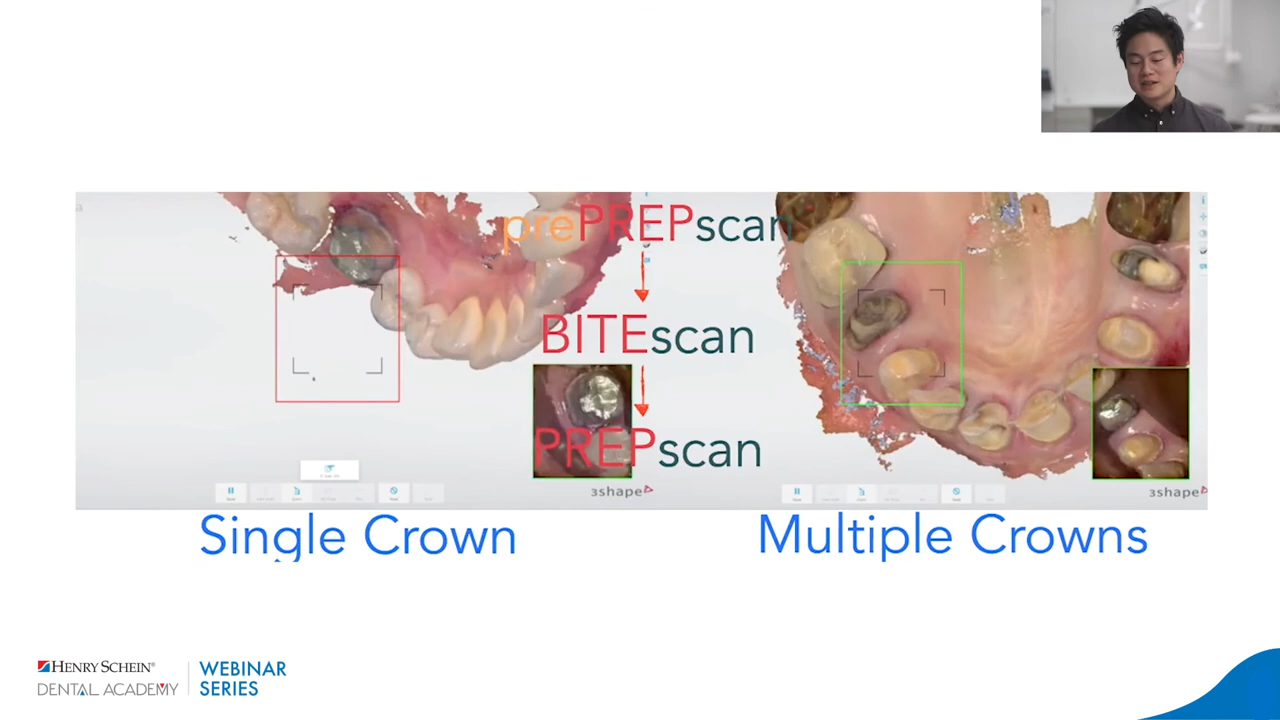 prePREPscan
BITEscan
PREPscan
3shape
3shape
Single Crown
Multiple Crowns
HENRY SCHEIN®
DENTAL ACADEMY
WEBINAR
SERIES